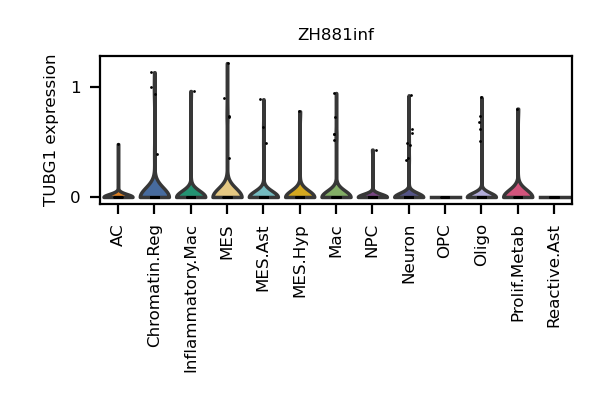 ZH881inf
TUBG1 expression
1
0
AC
Chromatin.Reg
Inflammatory.Mac
MES
MES.Ast
MES.Hyp
Mac
NPC
Neuron
OPC
Oligo
Prolif.Metab
Reactive.Ast